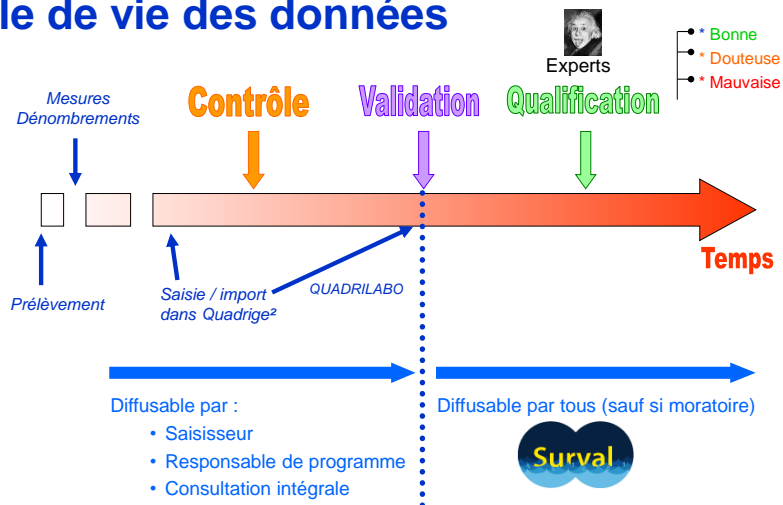 le de vie des données
Experts
* Bonne
* Douteuse
* Mauvaise
Mesures
Dénombrements
Contrôle
Validation
Qualification
Temps
Prélèvement
Saisie / import
dans Quadrige²
QUADRILABO
Diffusable par :
• Saisisseur
• Responsable de programme
• Consultation intégrale
Diffusable par tous (sauf si moratoire)
Surval